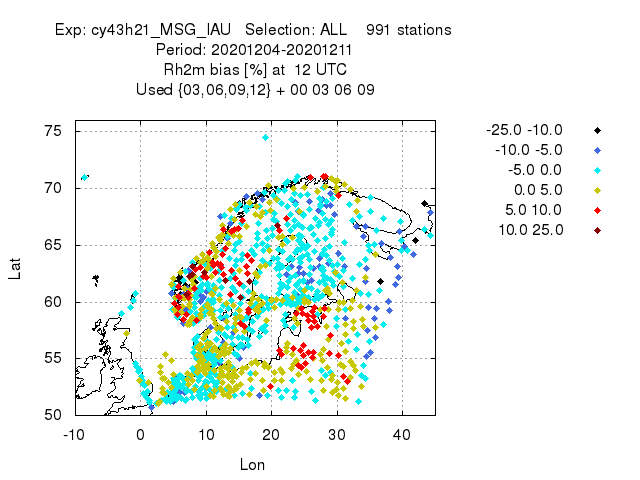 Exp: cy43h21_MSG_IAU Selection: ALL 991 stations
Period: 20201204-20201211
Rh2m bias [%] at 12 UTC
Used {03,06,09,12} + 00 03 06 09
-25.0 -10.0
-10.0 -5.0
-5.0 0.0
0.0 5.0
5.0 10.0
10.0 25.0
75
70
65
60
55
50
Lat
-10 0 10 20 30 40
Lon